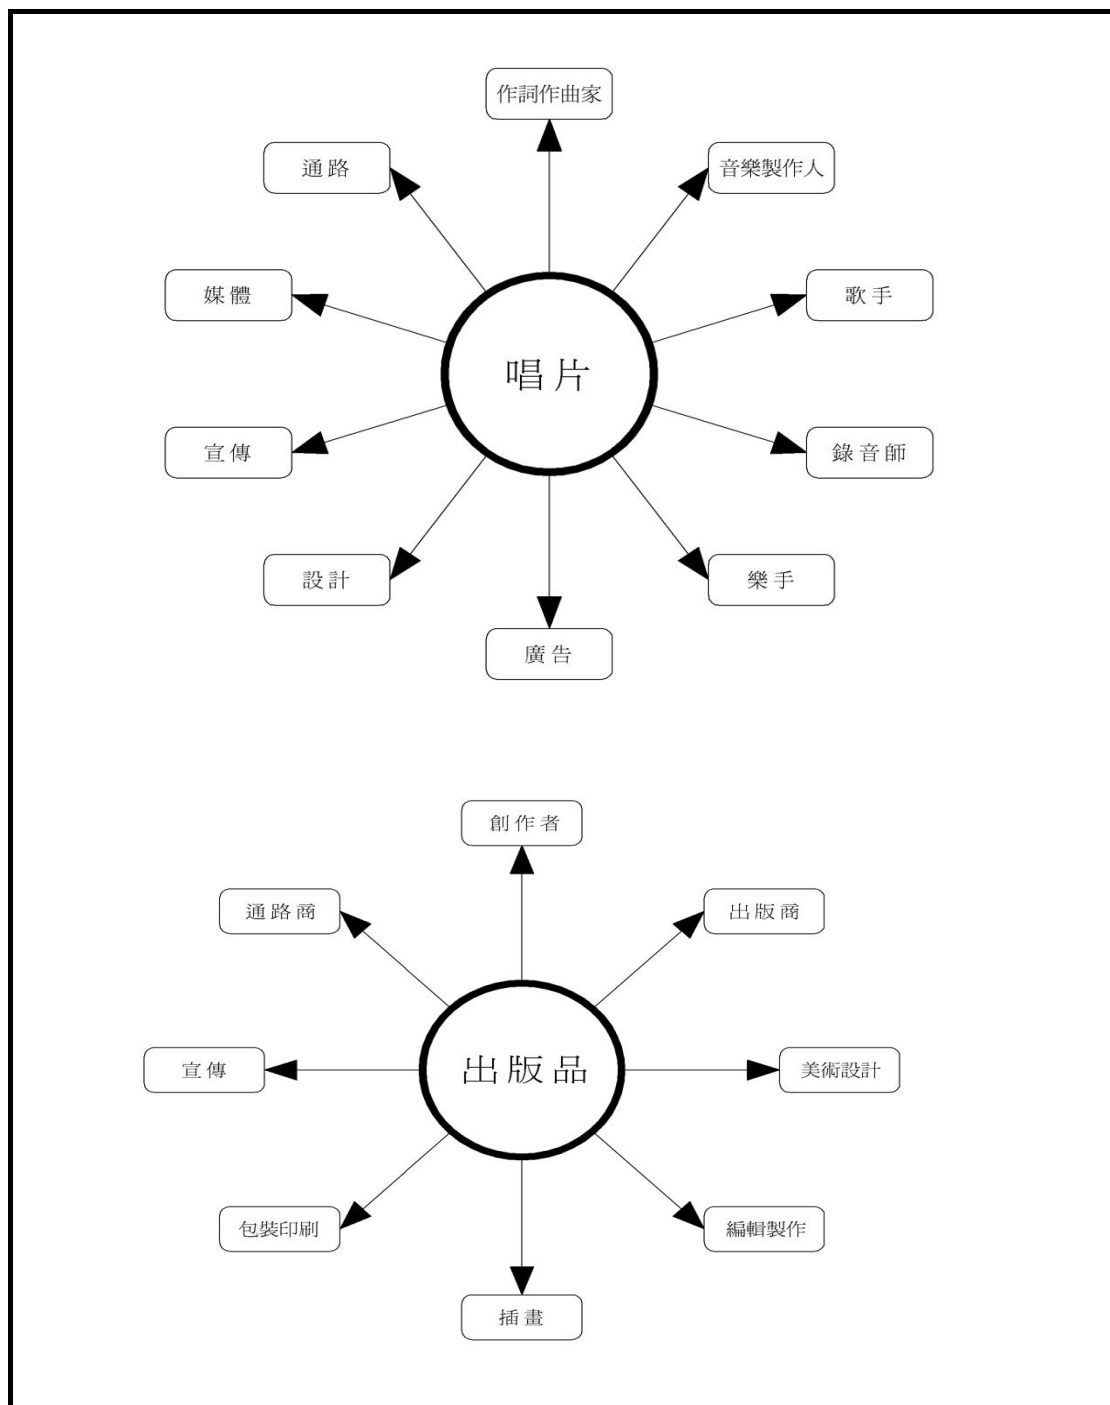 作詞作曲家
通路
音樂製作人
媒體
歌手
唱片
宣傳
錄音師
設計
樂手
廣告
創作者
通路商
出版商
宣傳
出版品
美術設計
包裝印刷
編輯製作
插畫